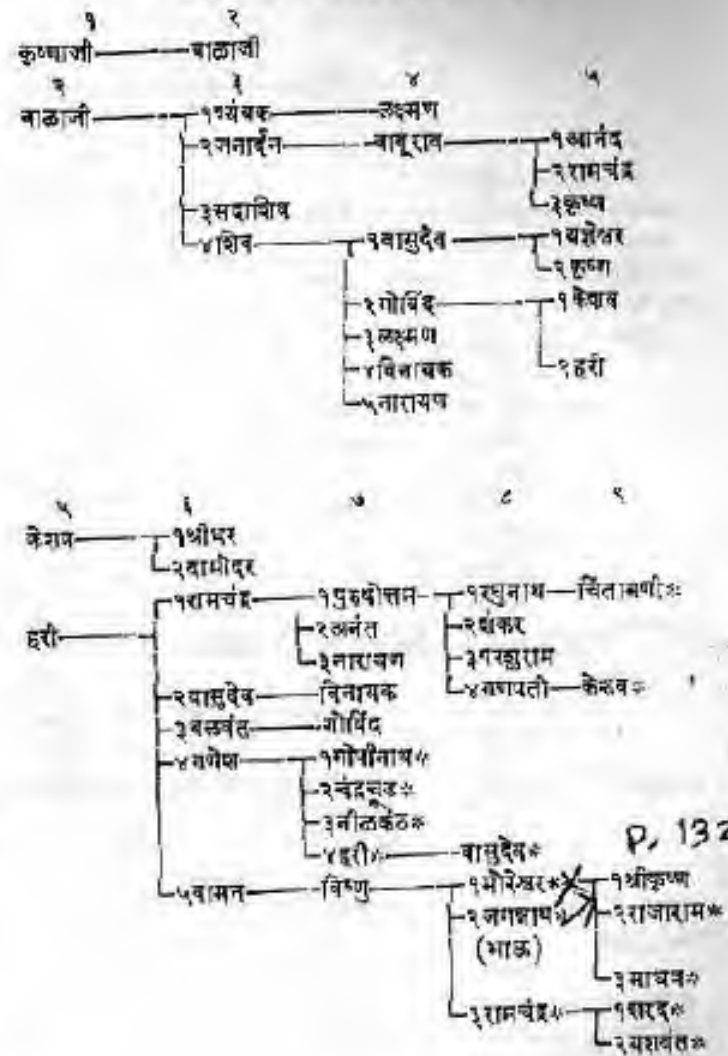 १ २
कृष्णाजी बाळाजी
२ ३ ४ ५
बाळाजी १त्र्यंबक लक्ष्मण
२जनार्दन बाबूराव १आनंद
२रामचंद्र
३कृष्ण
३सदाशिव
४शिव १वासुदेव १यज्ञेश्वर
२कृष्ण
२गोविंद १केशव
३लक्ष्मण
४विनायक २हरी
५नारायण
५ ६ ७ ८ ९
केशव १श्रीधर
२दामोदर
१रामचंद्र १पुरुषोत्तम १रघुनाथ चिंतामणी*
हरी २अनंत २शंकर
३नारायण ३परशुराम
२वासुदेव विनायक ४गणपती केशव*
३बळवंत गोविंद
४गणेश १गोपीनाथ*
२चंद्रचूड*
३नीळकंठ*
P. 132
४हरी* वासुदेव*
५वामन विष्णु १मोरेश्वर* १श्रीकृष्ण
२जगन्नाथ* २राजाराम*
(भाऊ)
३माधव*
३रामचंद्र* १शरद*
२यशवंत*